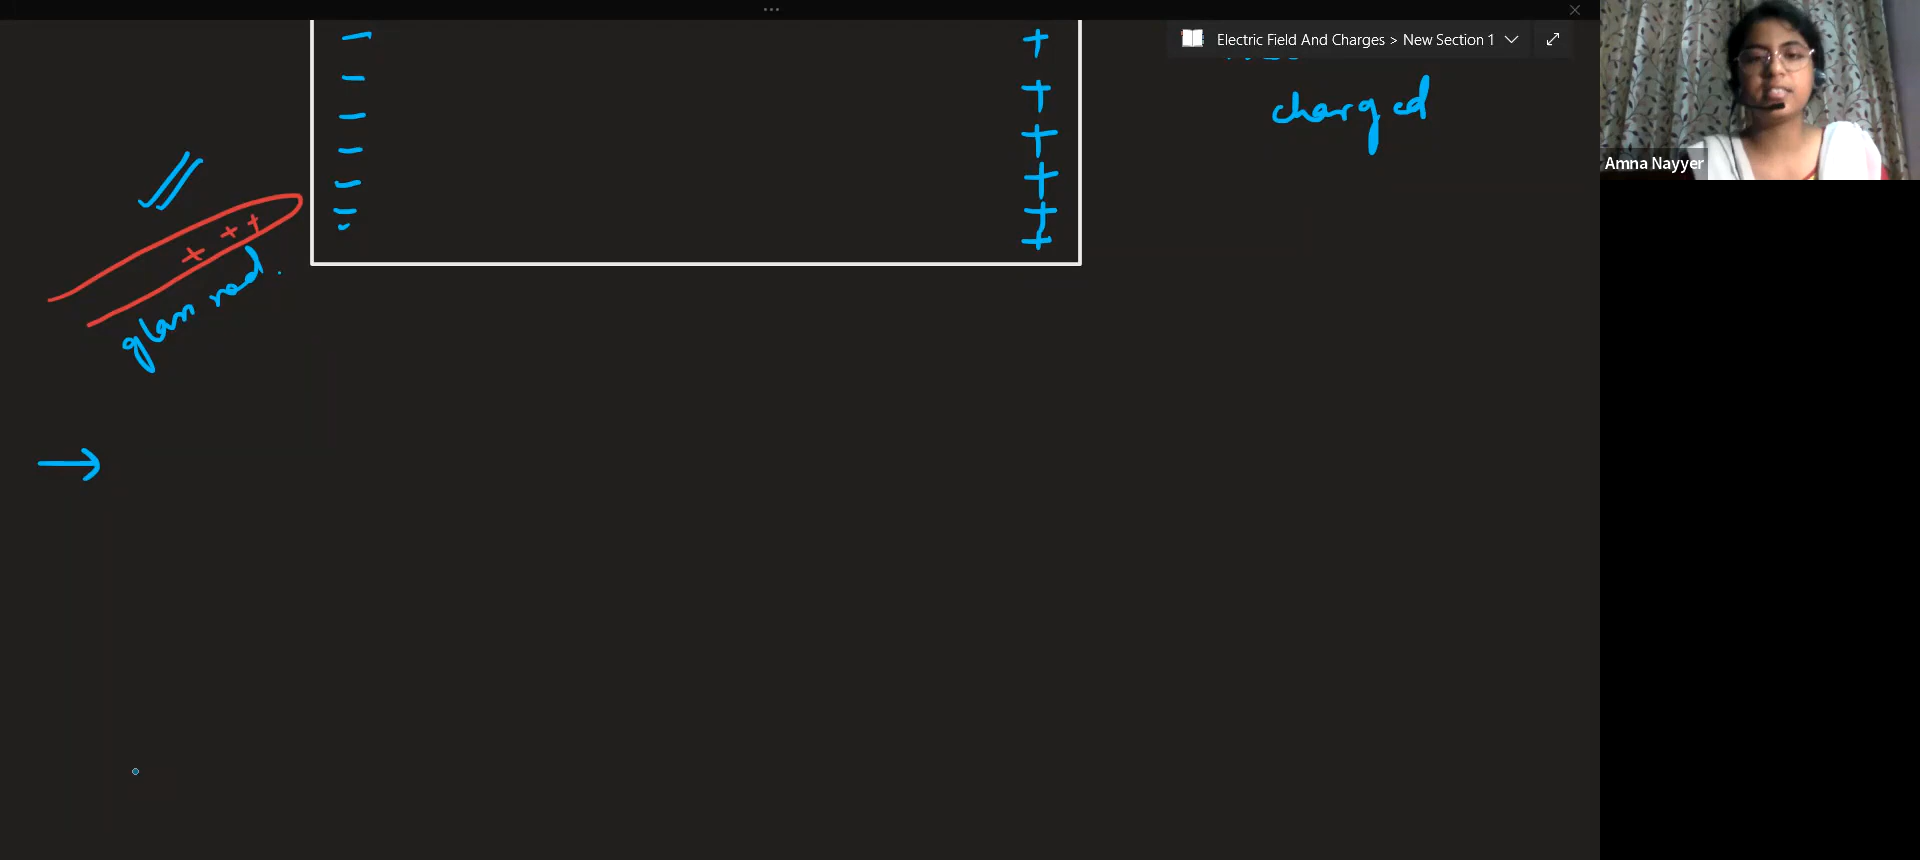 Electric Field And Charges > New Section 1
charged
Amna Nayyer
+ + +
glass rod.
→